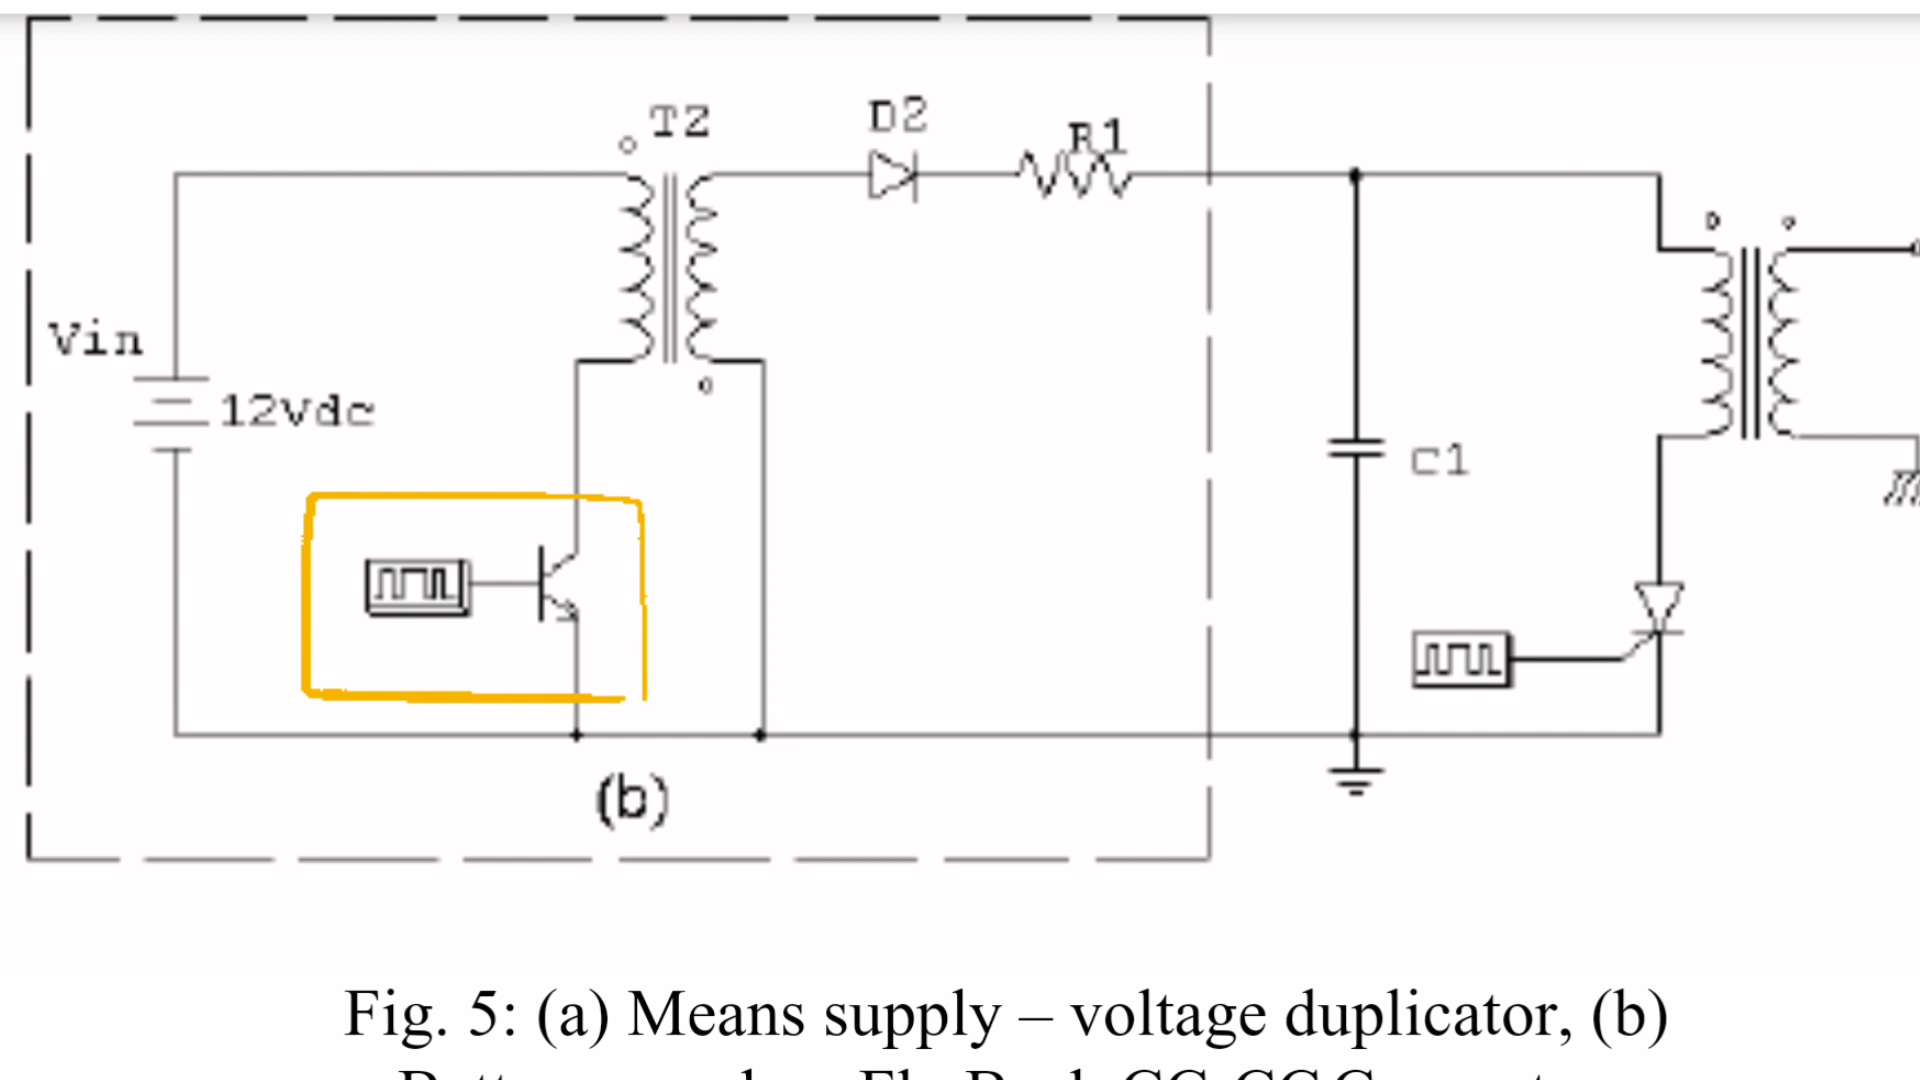 T2
D2
R1
Vin
12Vdc
C1
(b)
Fig. 5: (a) Means supply – voltage duplicator, (b)